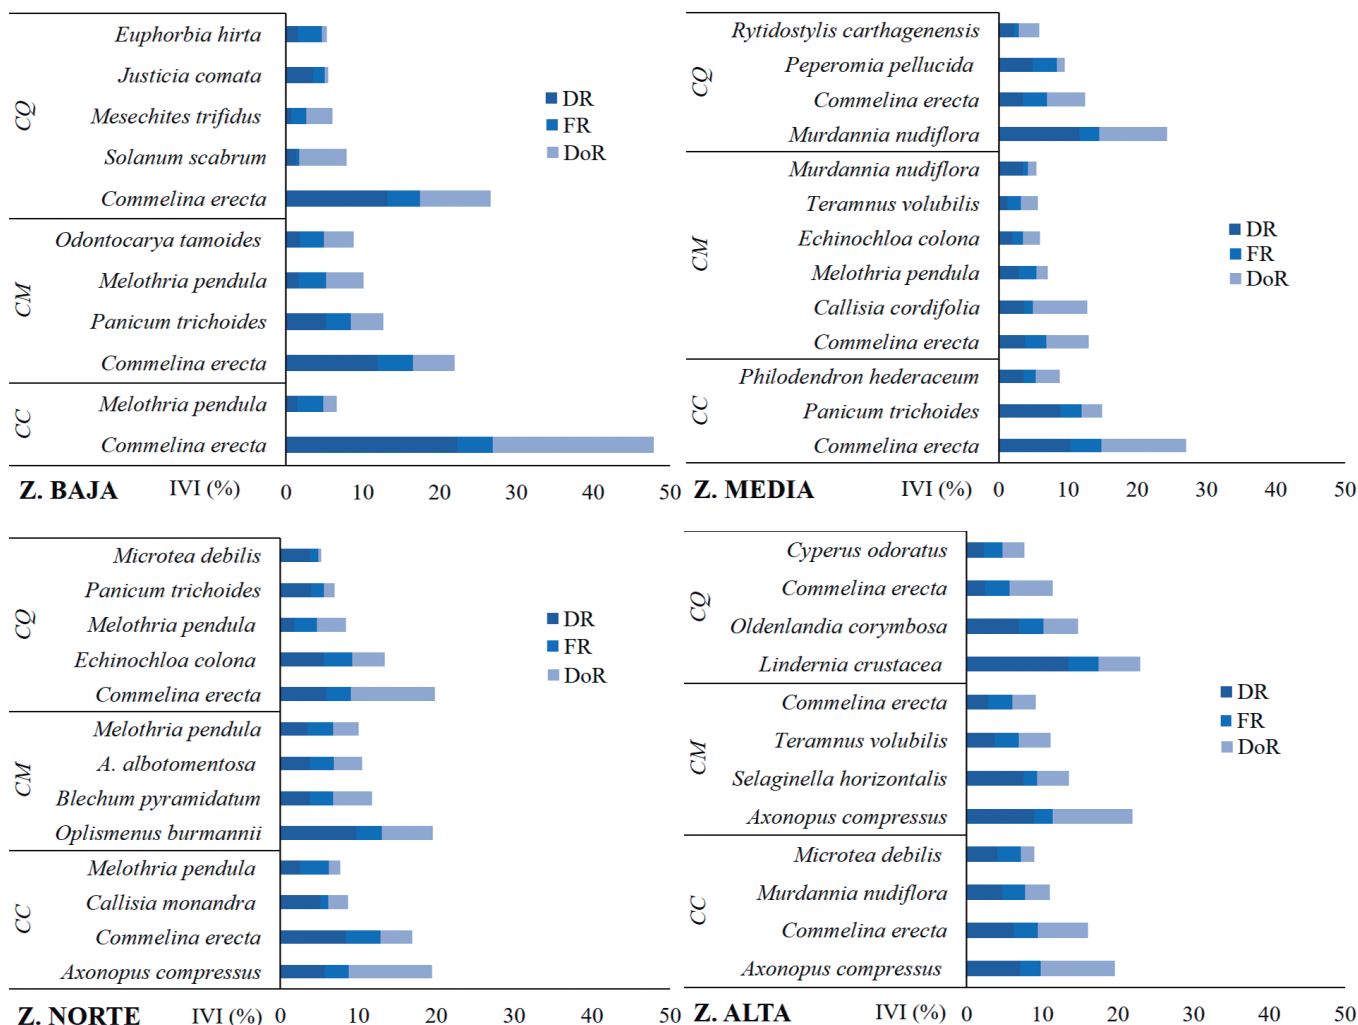 CQ
Euphorbia hirta
Justicia comata
Mesechites trifidus
Solanum scabrum
Commelina erecta
CM
Odontocarya tamoides
Melothria pendula
Panicum trichoides
Commelina erecta
CC
Melothria pendula
Commelina erecta
DR
FR
DoR
Z. BAJA IVI (%) 0 10 20 30 40 50
CQ
Rytidostylis carthagenensis
Peperomia pellucida
Commelina erecta
Murdannia nudiflora
CM
Murdannia nudiflora
Teramnus volubilis
Echinochloa colona
Melothria pendula
Callisia cordifolia
Commelina erecta
CC
Philodendron hederaceum
Panicum trichoides
Commelina erecta
DR
FR
DoR
Z. MEDIA IVI (%) 0 10 20 30 40 50
CQ
Microtea debilis
Panicum trichoides
Melothria pendula
Echinochloa colona
Commelina erecta
CM
Melothria pendula
A. albotomentosa
Blechum pyramidatum
Oplismenus burmannii
CC
Melothria pendula
Callisia monandra
Commelina erecta
Axonopus compressus
DR
FR
DoR
Z. NORTE IVI (%) 0 10 20 30 40 50
CQ
Cyperus odoratus
Commelina erecta
Oldenlandia corymbosa
Lindernia crustacea
CM
Commelina erecta
Teramnus volubilis
Selaginella horizontalis
Axonopus compressus
CC
Microtea debilis
Murdannia nudiflora
Commelina erecta
Axonopus compressus
DR
FR
DoR
Z. ALTA IVI (%) 0 10 20 30 40 50